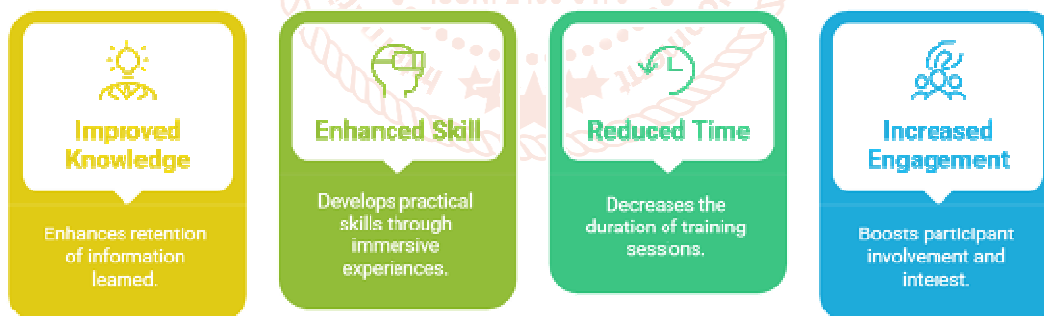 Improved
Knowledge
Enhances retention
of information
learned.
Enhanced Skill
Develops practical
skills through
immersive
experiences.
Reduced Time
Decreases the
duration of training
sessions.
Increased
Engagement
Boosts participant
involvement and
interest.